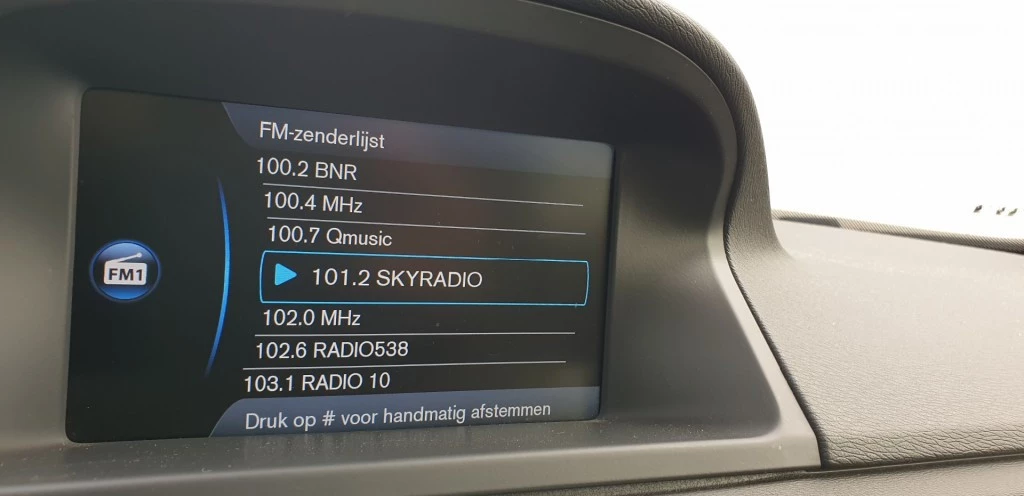 FM-zenderlijst
100.2 BNR
100.4 MHz
100.7 Qmusic
101.2 SKYRADIO
FM1
102.0 MHz
102.6 RADIO538
103.1 RADIO 10
Druk op # voor handmatig afstemmen